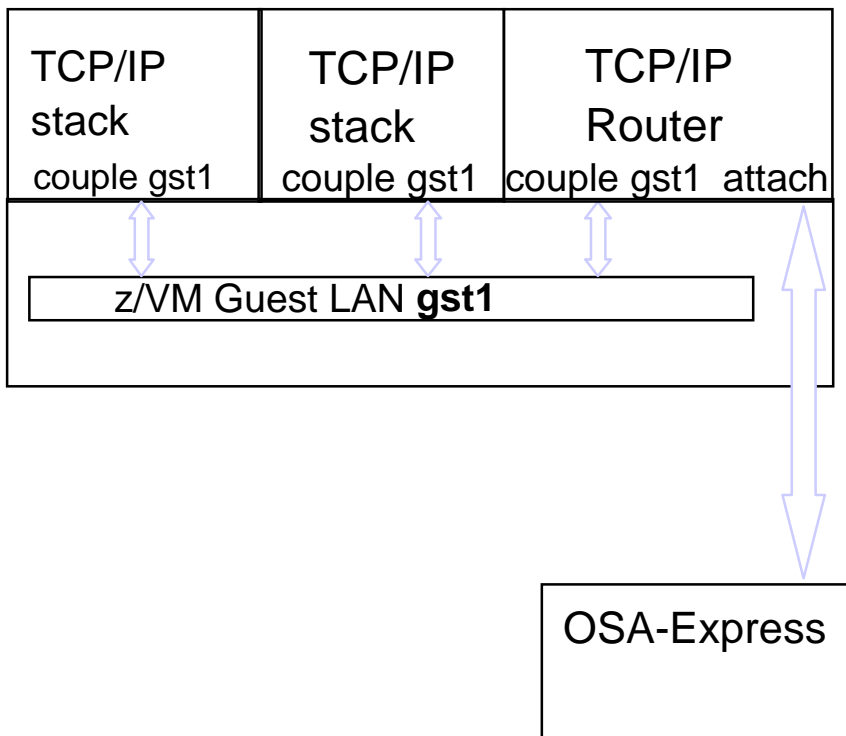 TCP/IP
stack
couple gst1
TCP/IP
stack
couple gst1
TCP/IP
Router
couple gst1 attach
z/VM Guest LAN gst1
OSA-Express